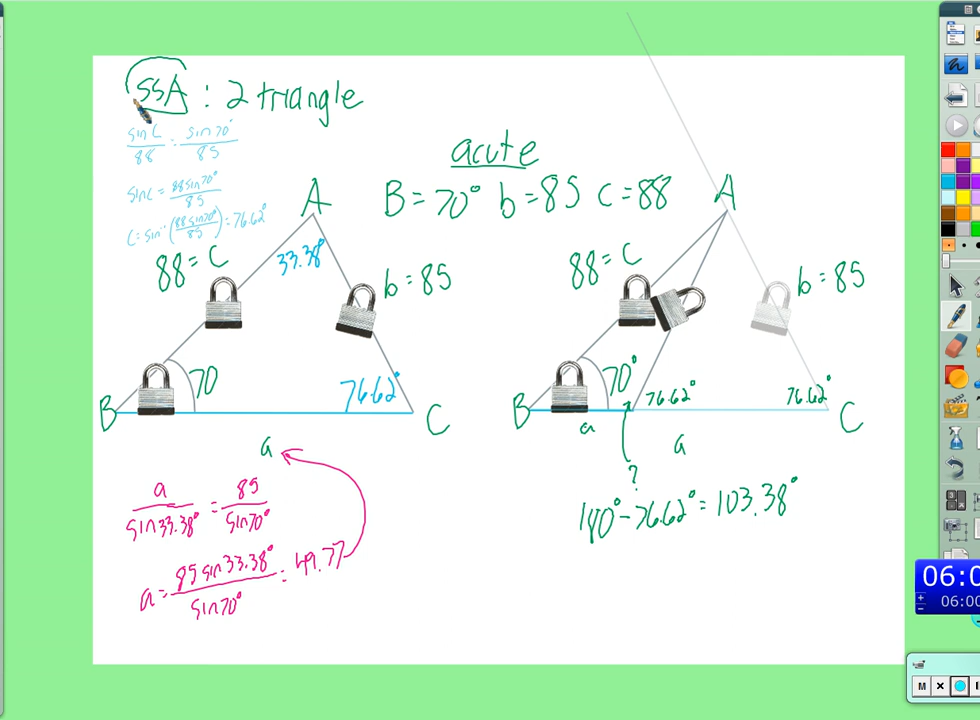 SSA : 2 triangle
sin C / 88 = sin 70° / 85
sin C = 88 sin 70° / 85
C = sin⁻¹ (88 sin 70° / 85) = 76.62°
acute
B = 70° b = 85 c = 88
A
33.38°
88 = C
b = 85
70
76.62°
B
C
a
a / sin 33.38° = 85 / sin 70°
a = 85 sin 33.38° / sin 70° = 49.77
A
88 = C
b = 85
70°
76.62°
76.62°
B
C
a
a
?
180° - 76.62° = 103.38°
06:0
06:00
M X